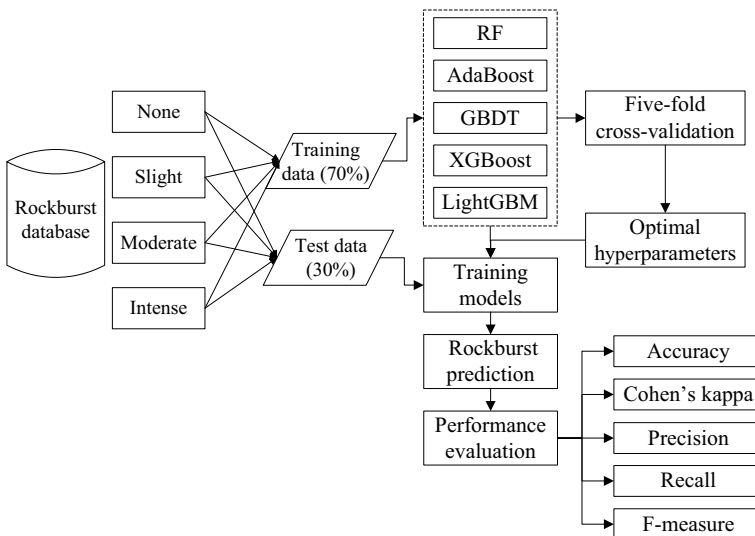 Rockburst
database
None
Slight
Moderate
Intense
Training
data (70%)
Test data
(30%)
RF
AdaBoost
GBDT
XGBoost
LightGBM
Five-fold
cross-validation
Optimal
hyperparameters
Training
models
Rockburst
prediction
Performance
evaluation
Accuracy
Cohen's kappa
Precision
Recall
F-measure